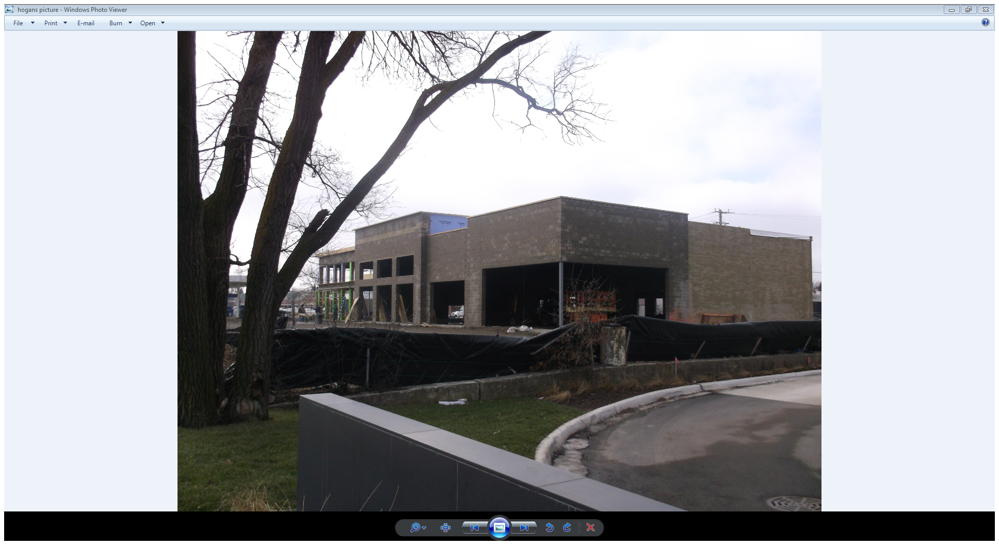 hogans picture - Windows Photo Viewer
File Print E-mail Burn Open